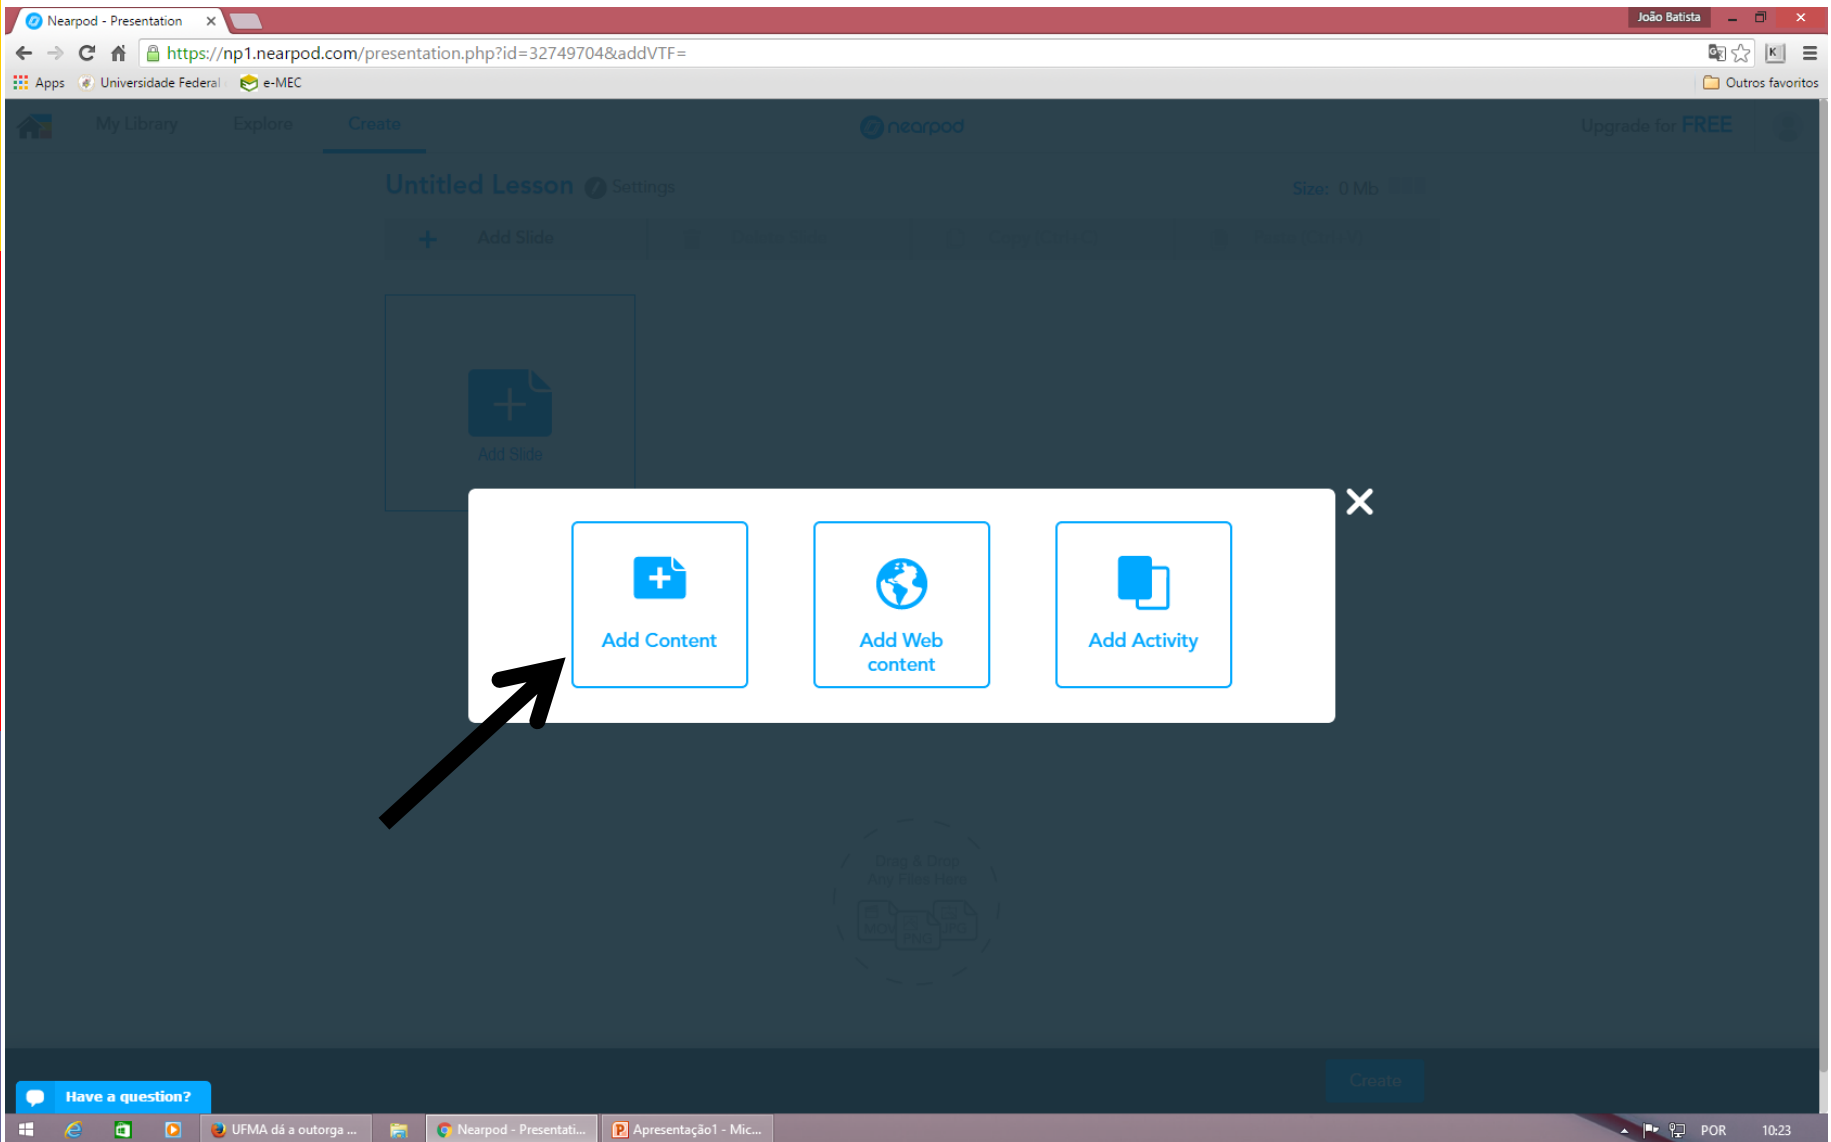 Nearpod - Presentation
João Batista
https://np1.nearpod.com/presentation.php?id=32749704&addVTF=
Apps Universidade Federal e-MEC Outros favoritos
My Library Explore Create nearpod Upgrade for FREE
Untitled Lesson Settings Size: 0 Mb
Add Slide
Add Slide
Add Content
Add Web
content
Add Activity
Drag & Drop
Any Files Here
MOV PNG JPG
Create
Have a question?
UFMA dá a outorga ... Nearpod - Presentati... Apresentação1 - Mic... POR 10:23